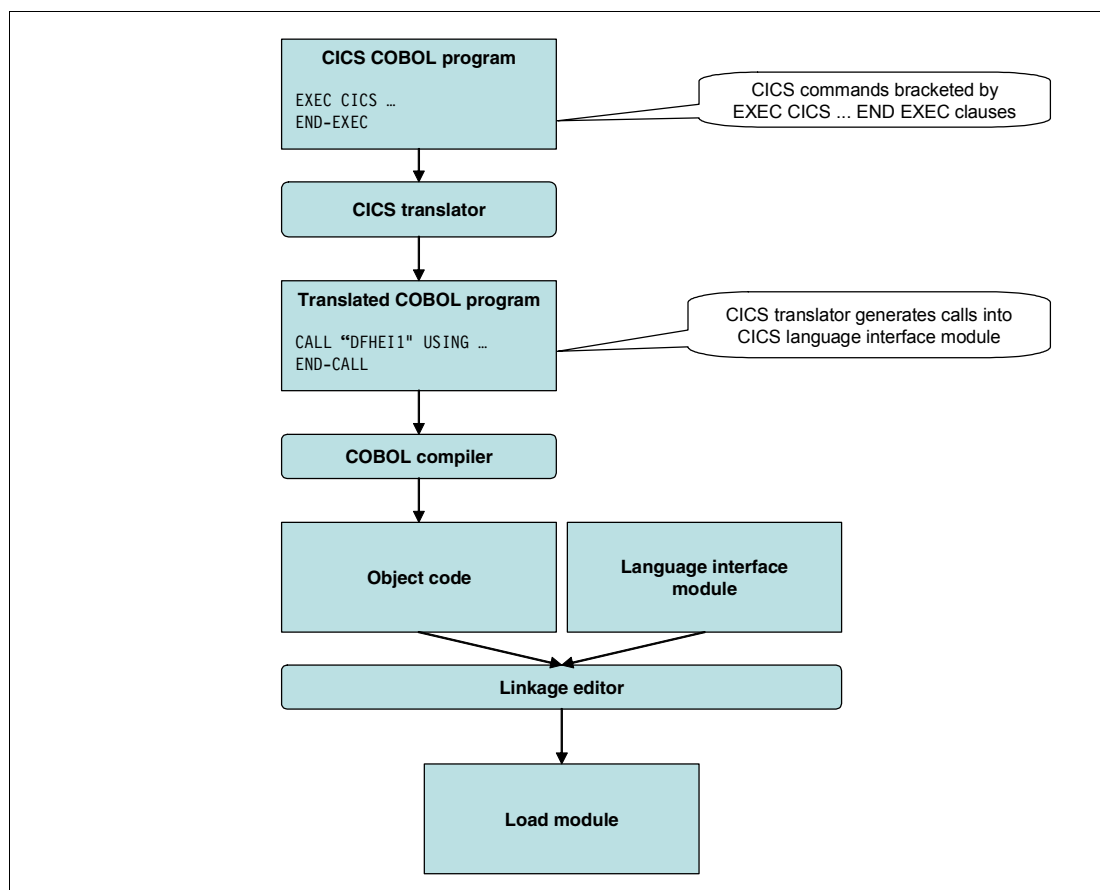 CICS COBOL program
EXEC CICS …
END-EXEC
CICS commands bracketed by
EXEC CICS ... END EXEC clauses
CICS translator
Translated COBOL program
CALL “DFHEI1" USING …
END-CALL
CICS translator generates calls into
CICS language interface module
COBOL compiler
Object code
Language interface
module
Linkage editor
Load module